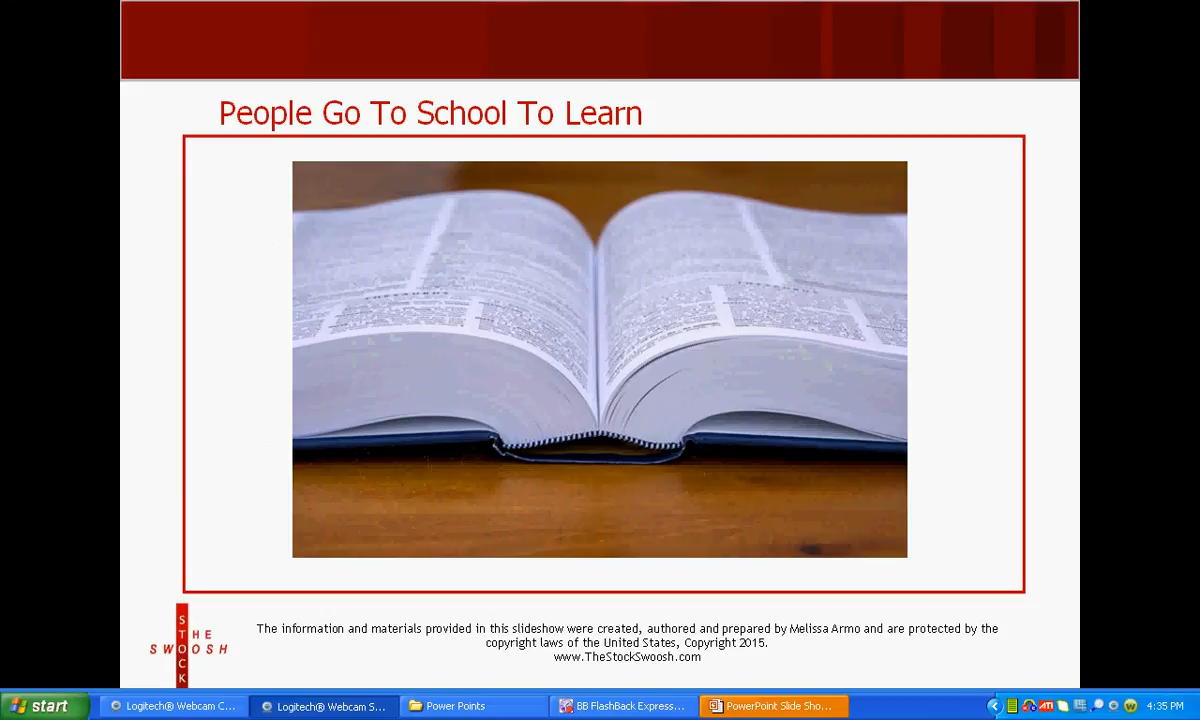 People Go To School To Learn
STOCK
THE
SWOOSH
The information and materials provided in this slideshow were created, authored and prepared by Melissa Armo and are protected by the
copyright laws of the United States, Copyright 2015.
www.TheStockSwoosh.com
start
Logitech® Webcam C...
Logitech® Webcam S...
Power Points
BB FlashBack Express...
PowerPoint Slide Sho...
ATI
W
4:35 PM